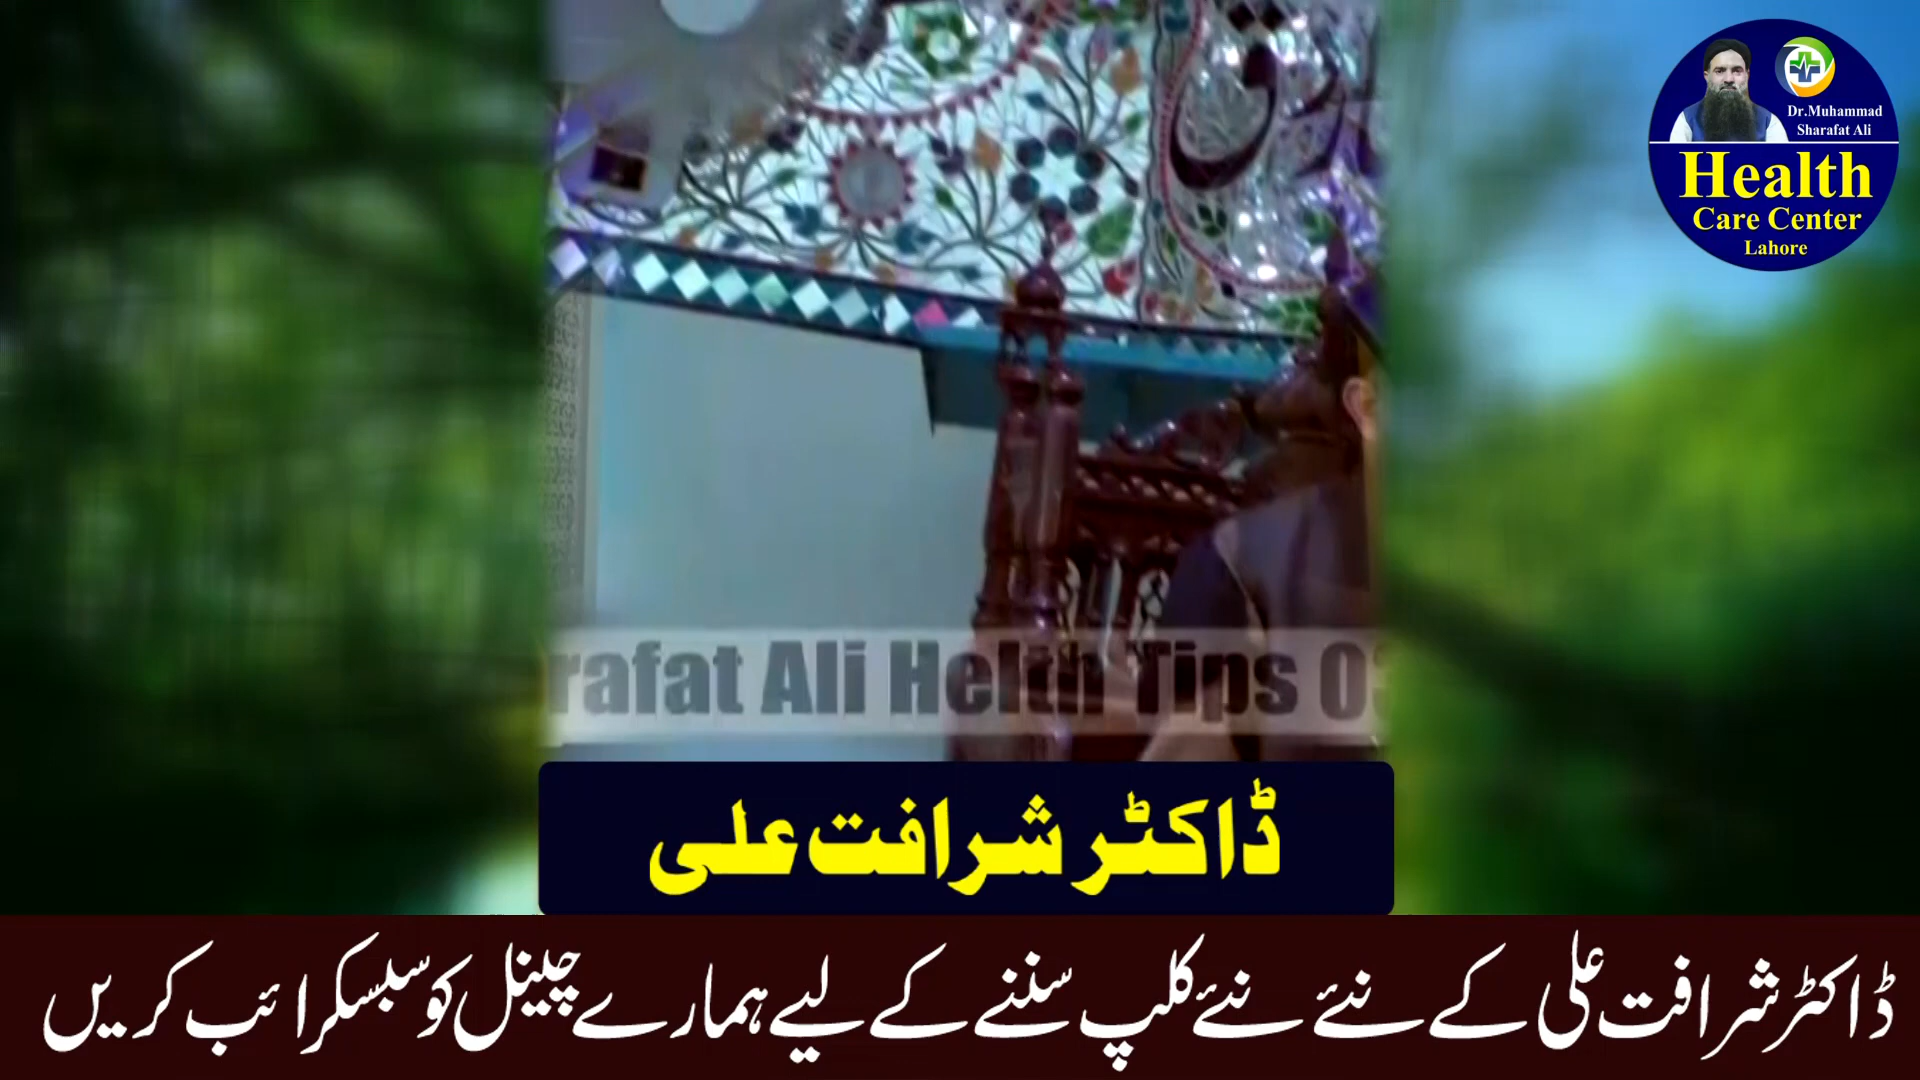 Dr.Muhammad
Sharafat Ali
Health
Care Center
Lahore
rafat Ali Helth Tips 03
ڈاکٹر شرافت علی
ڈاکٹر شرافت علی کے نئے نئے کلپ سننے کے لیے ہمارے چینل کو سبسکرائب کریں